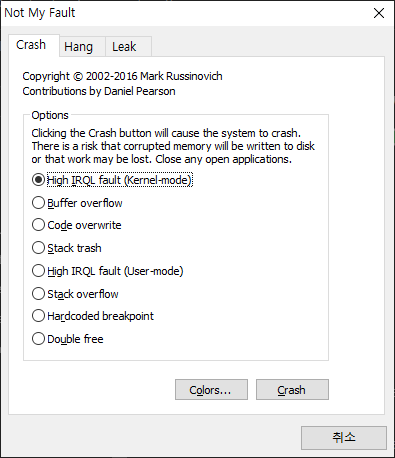 Not My Fault
Crash Hang Leak
Copyright © 2002-2016 Mark Russinovich
Contributions by Daniel Pearson
Options
Clicking the Crash button will cause the system to crash.
There is a risk that corrupted memory will be written to disk
or that work may be lost. Close any open applications.
High IRQL fault (Kernel-mode)
Buffer overflow
Code overwrite
Stack trash
High IRQL fault (User-mode)
Stack overflow
Hardcoded breakpoint
Double free
Colors... Crash
취소